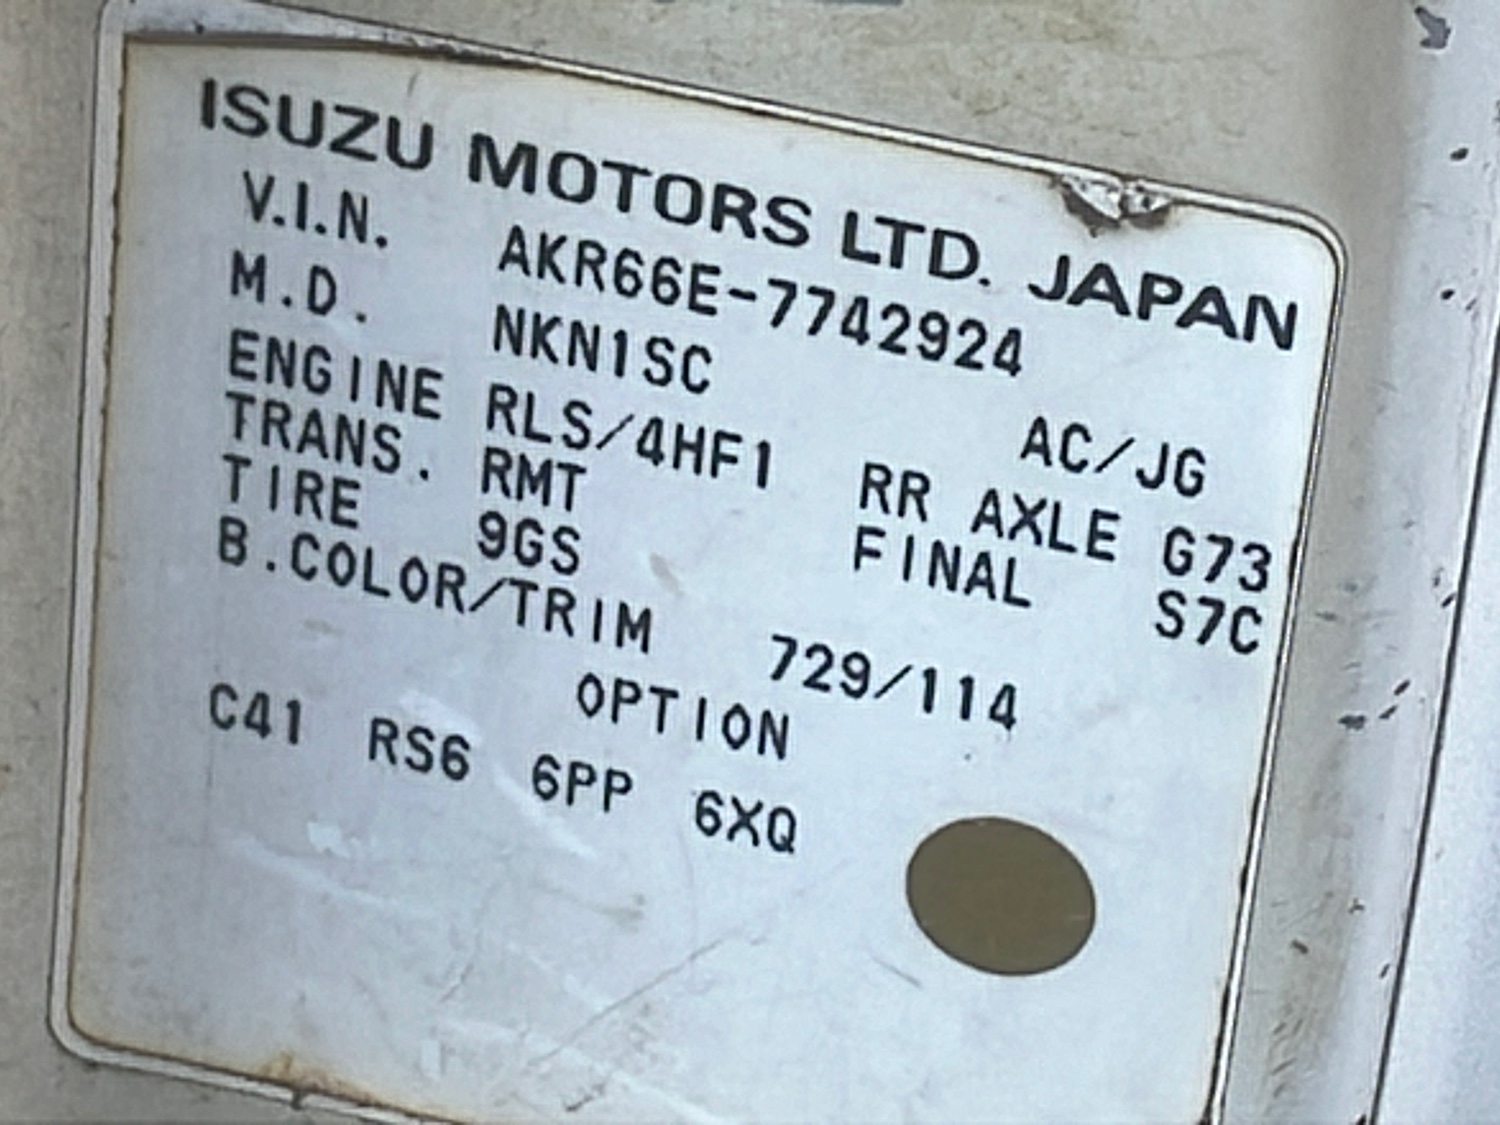 ISUZU MOTORS LTD. JAPAN
V.I.N. AKR66E-7742924
M.D. NKN1SC AC/JG
ENGINE RLS/4HF1 RR AXLE G73
TRANS. RMT FINAL S7C
TIRE 9GS
B.COLOR/TRIM 729/114
OPTION
C41 RS6 6PP 6XQ